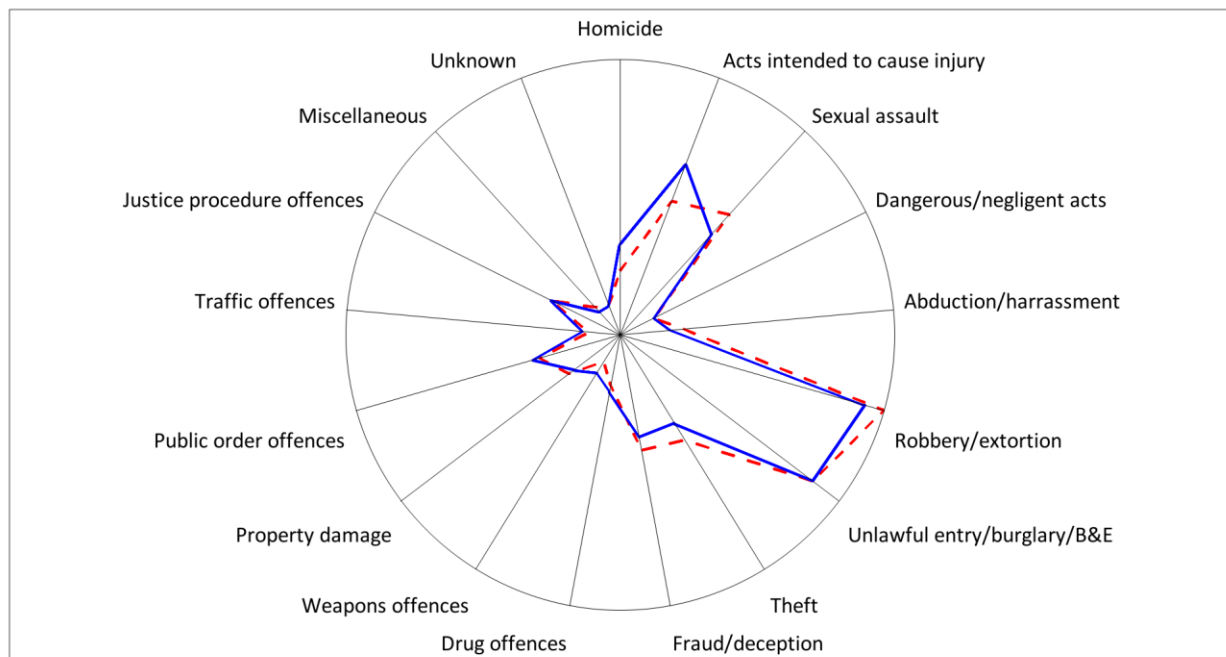 Homicide
Unknown
Acts intended to cause injury
Miscellaneous
Sexual assault
Justice procedure offences
Dangerous/negligent acts
Traffic offences
Abduction/harrassment
Public order offences
Robbery/extortion
Property damage
Unlawful entry/burglary/B&E
Weapons offences
Theft
Drug offences
Fraud/deception